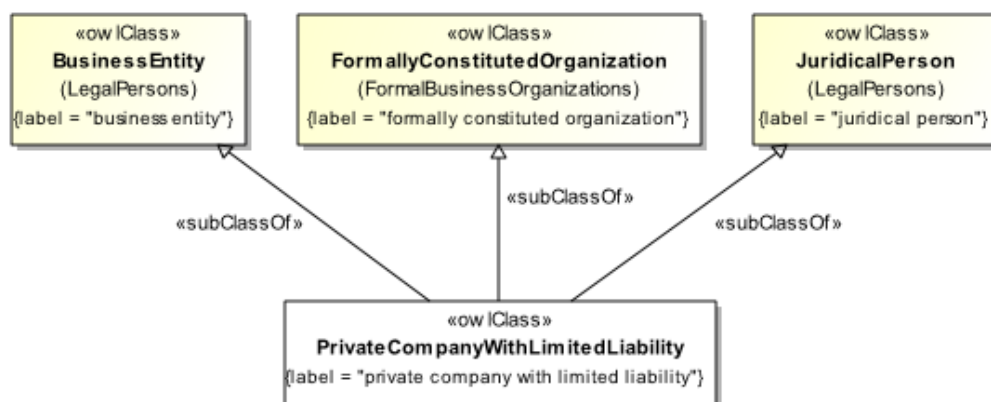 «owlClass»
BusinessEntity
(LegalPersons)
{label = "business entity"}
«owlClass»
FormallyConstitutedOrganization
(FormalBusinessOrganizations)
{label = "formally constituted organization"}
«owlClass»
JuridicalPerson
(LegalPersons)
{label = "juridical person"}
«subClassOf»
«subClassOf»
«subClassOf»
«owlClass»
PrivateCompanyWithLimitedLiability
{label = "private company with limited liability"}